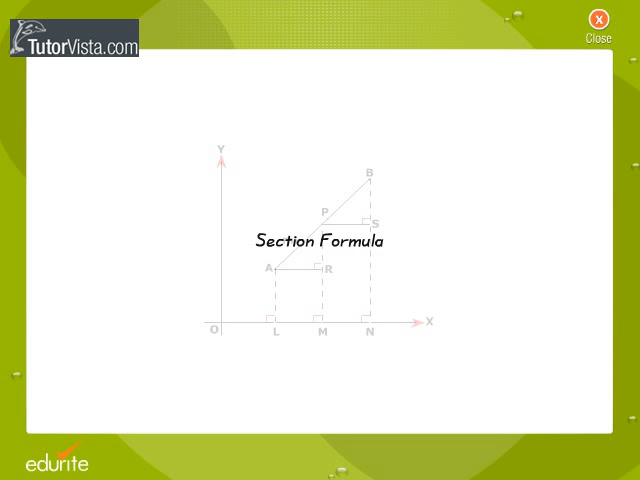 TutorVista.com
X
Close
Y
B
P
S
Section Formula
A
R
O
X
L M N
edurite